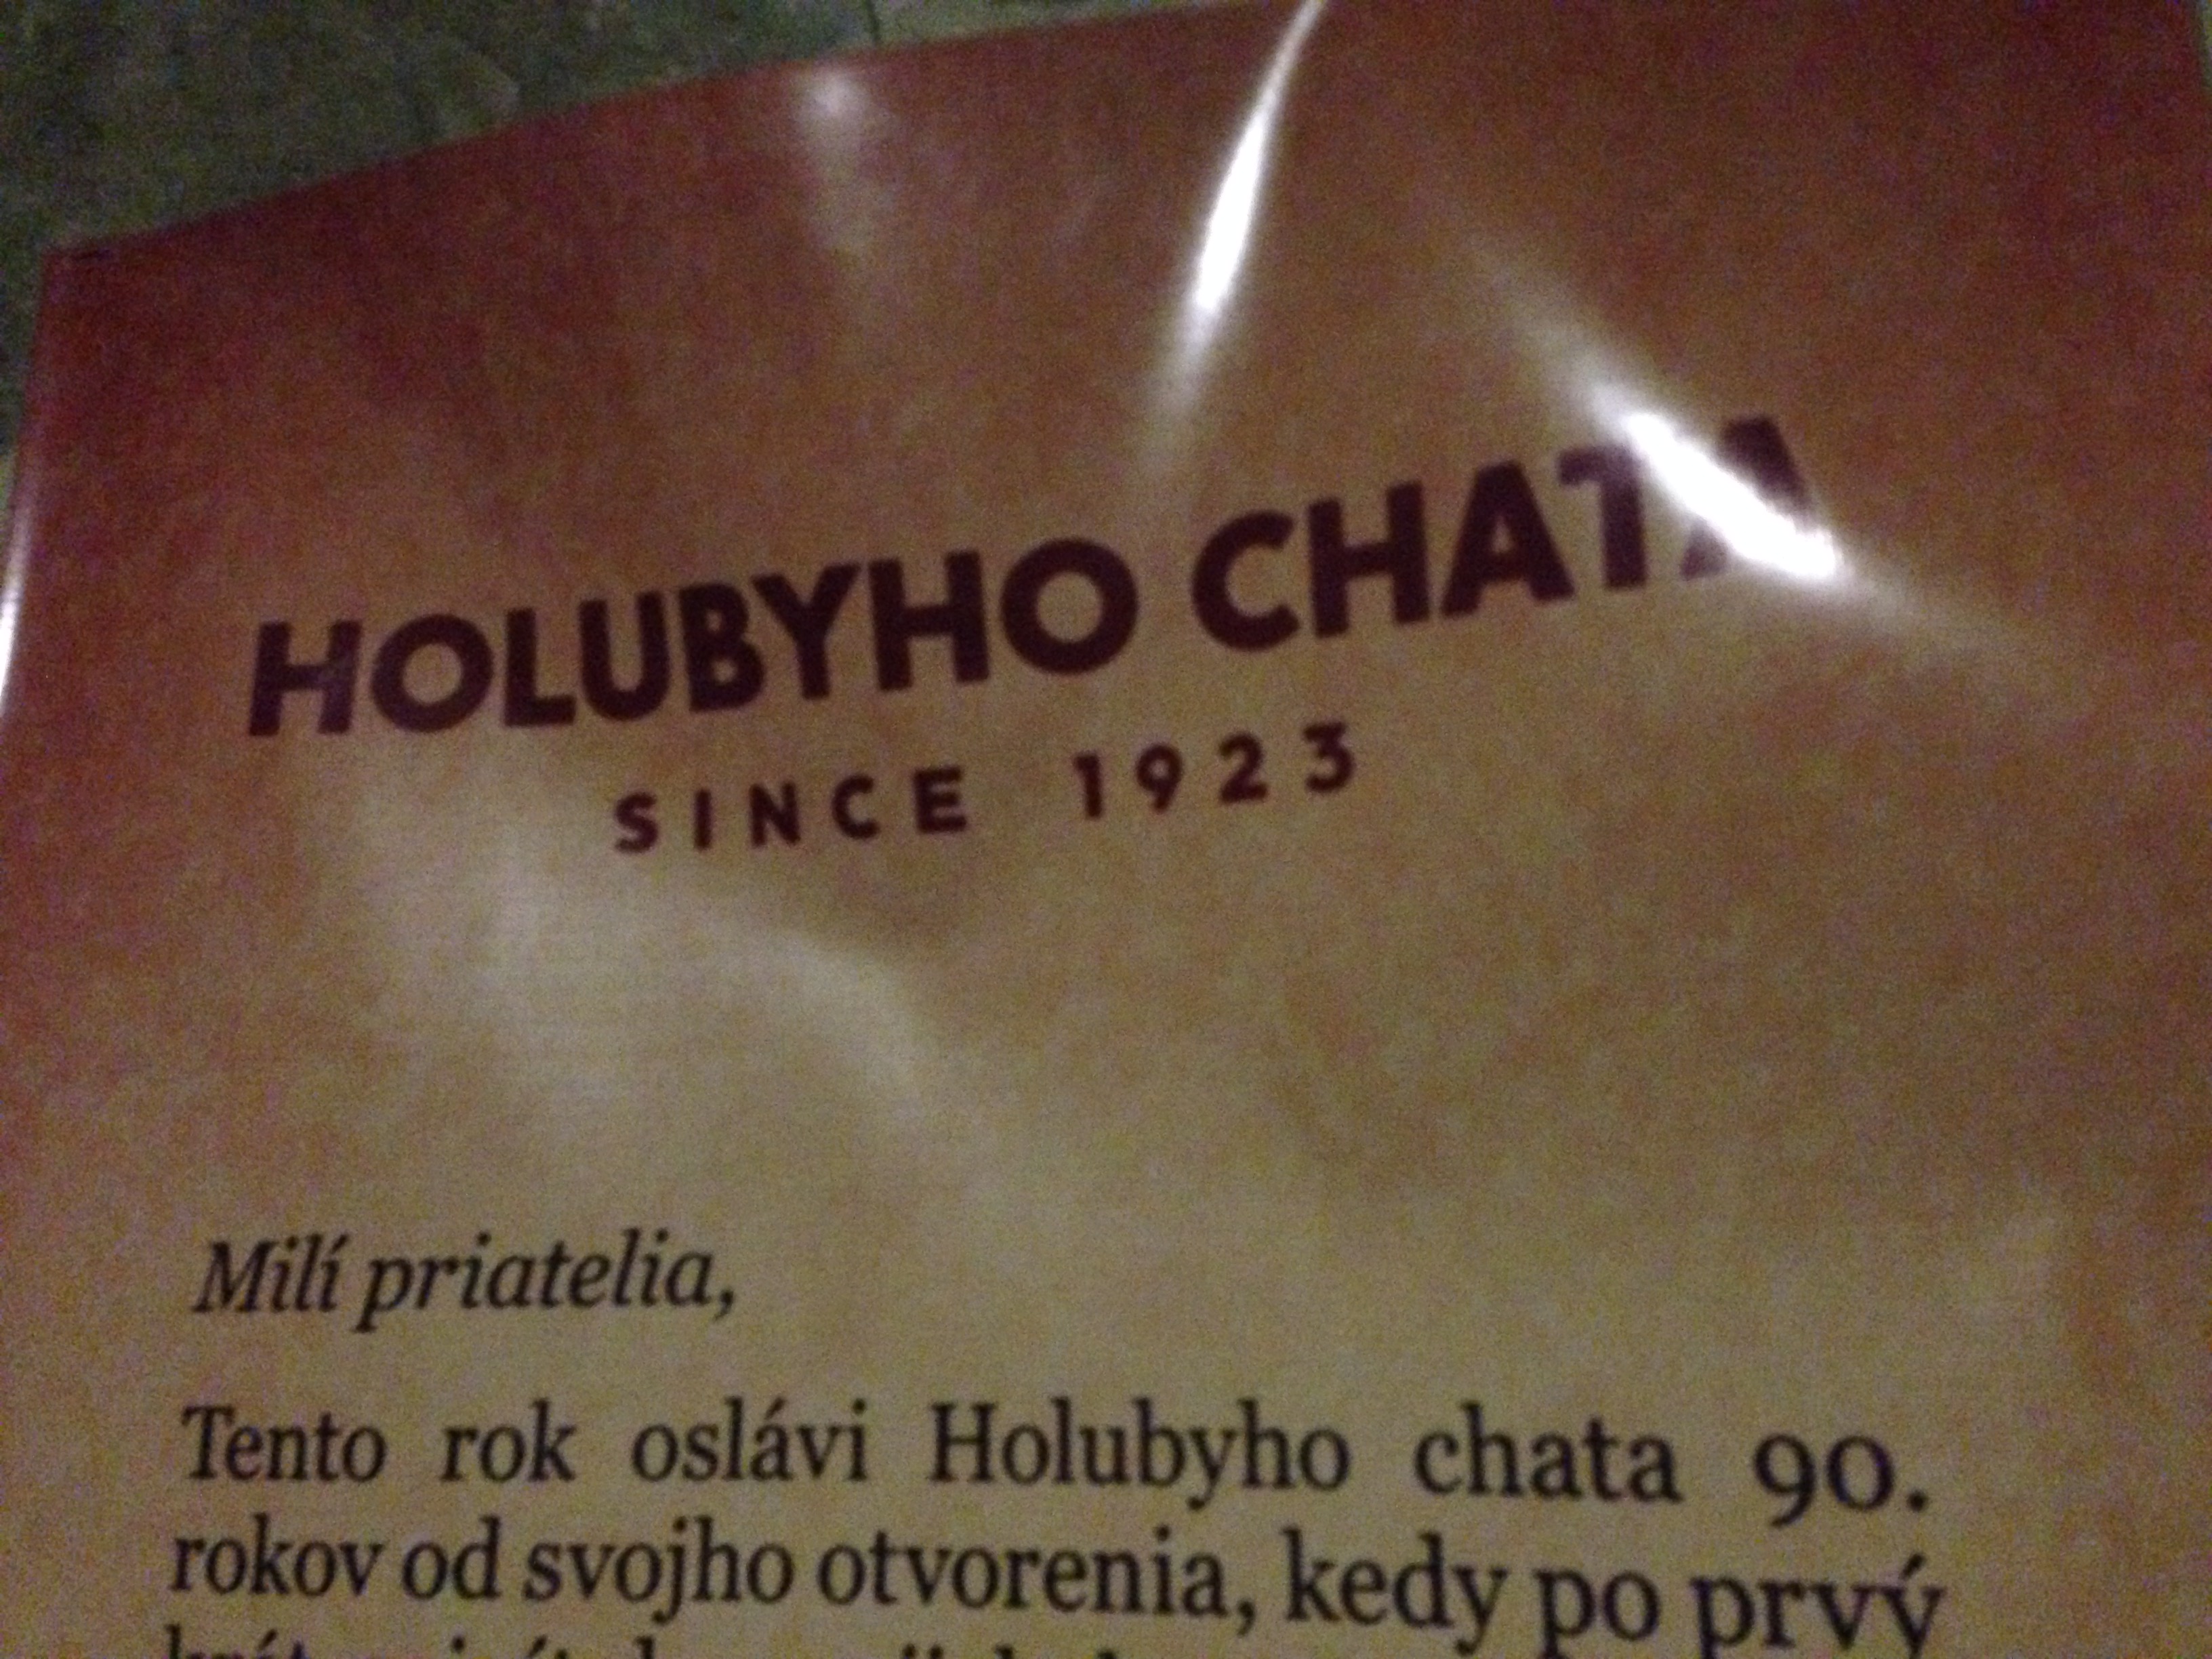 HOLUBYHO CHATA
SINCE 1923
Milí priatelia,
Tento rok oslávi Holubyho chata 90.
rokov od svojho otvorenia, kedy po prvý